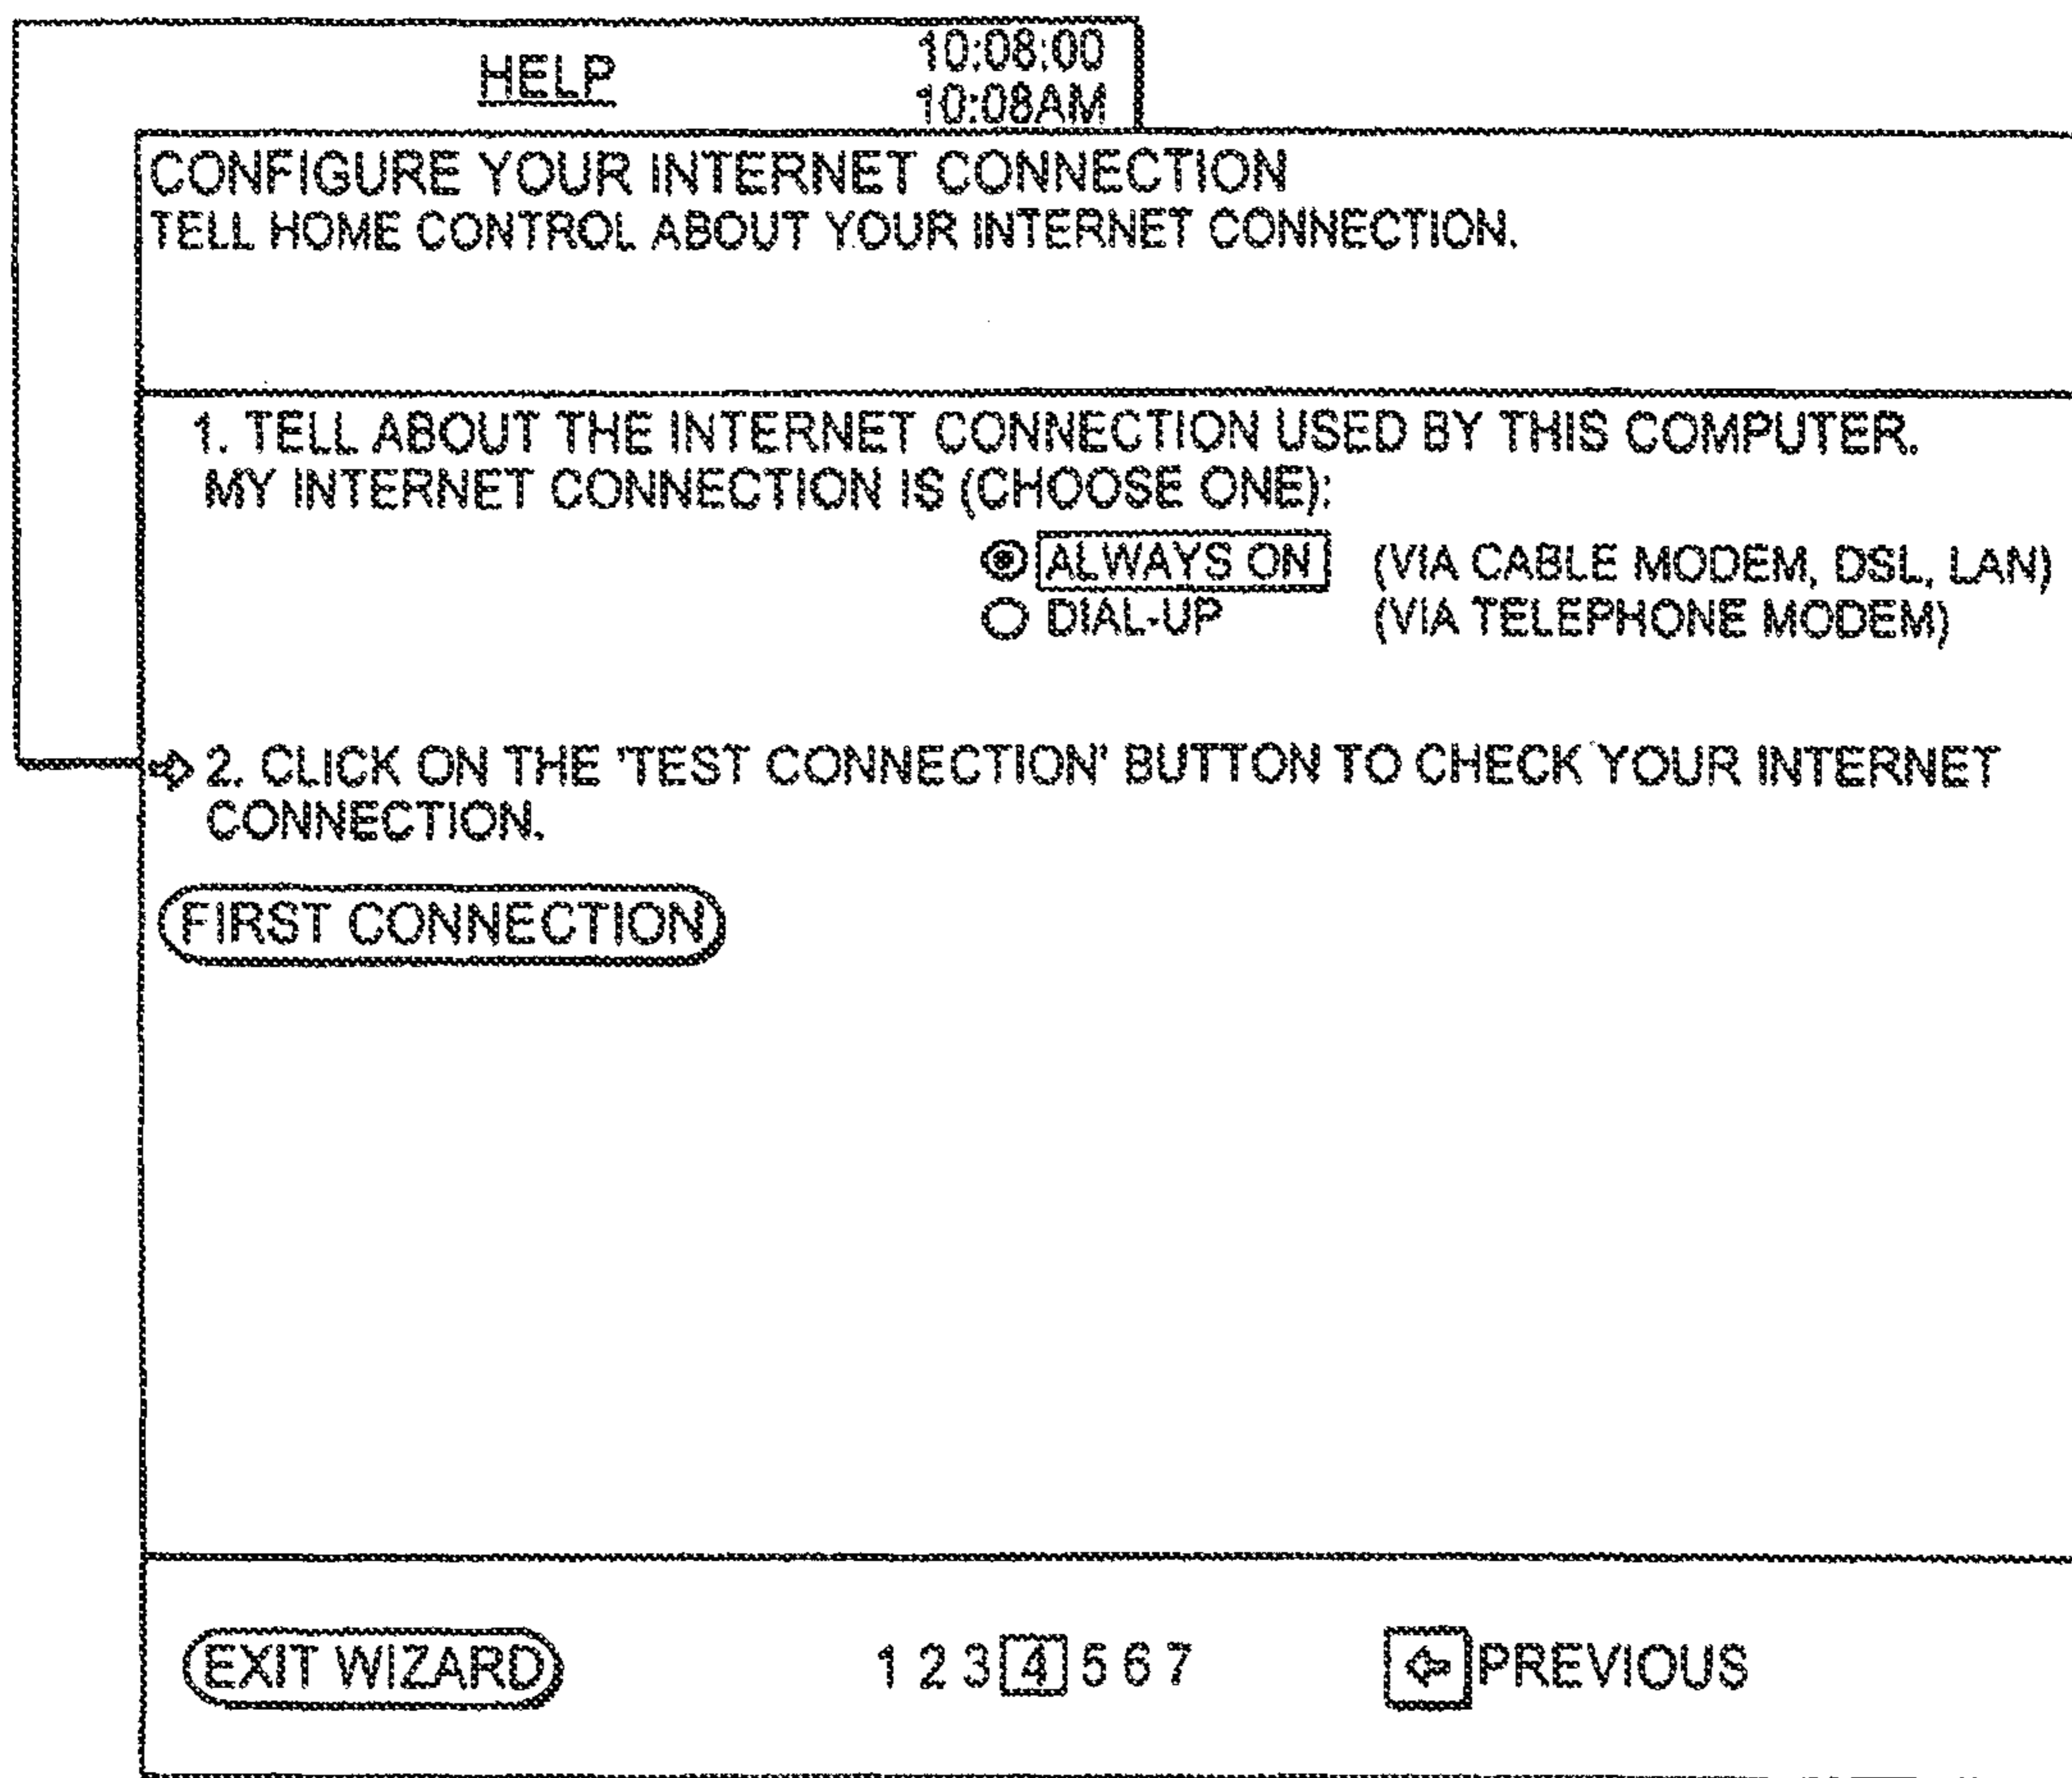 HELP
10:08:00
10:08AM
CONFIGURE YOUR INTERNET CONNECTION
TELL HOME CONTROL ABOUT YOUR INTERNET CONNECTION.
1. TELL ABOUT THE INTERNET CONNECTION USED BY THIS COMPUTER.
MY INTERNET CONNECTION IS (CHOOSE ONE):
ALWAYS ON (VIA CABLE MODEM, DSL, LAN)
DIAL-UP (VIA TELEPHONE MODEM)
2. CLICK ON THE 'TEST CONNECTION' BUTTON TO CHECK YOUR INTERNET
CONNECTION.
FIRST CONNECTION
EXIT WIZARD 1 2 3 4 5 6 7 PREVIOUS